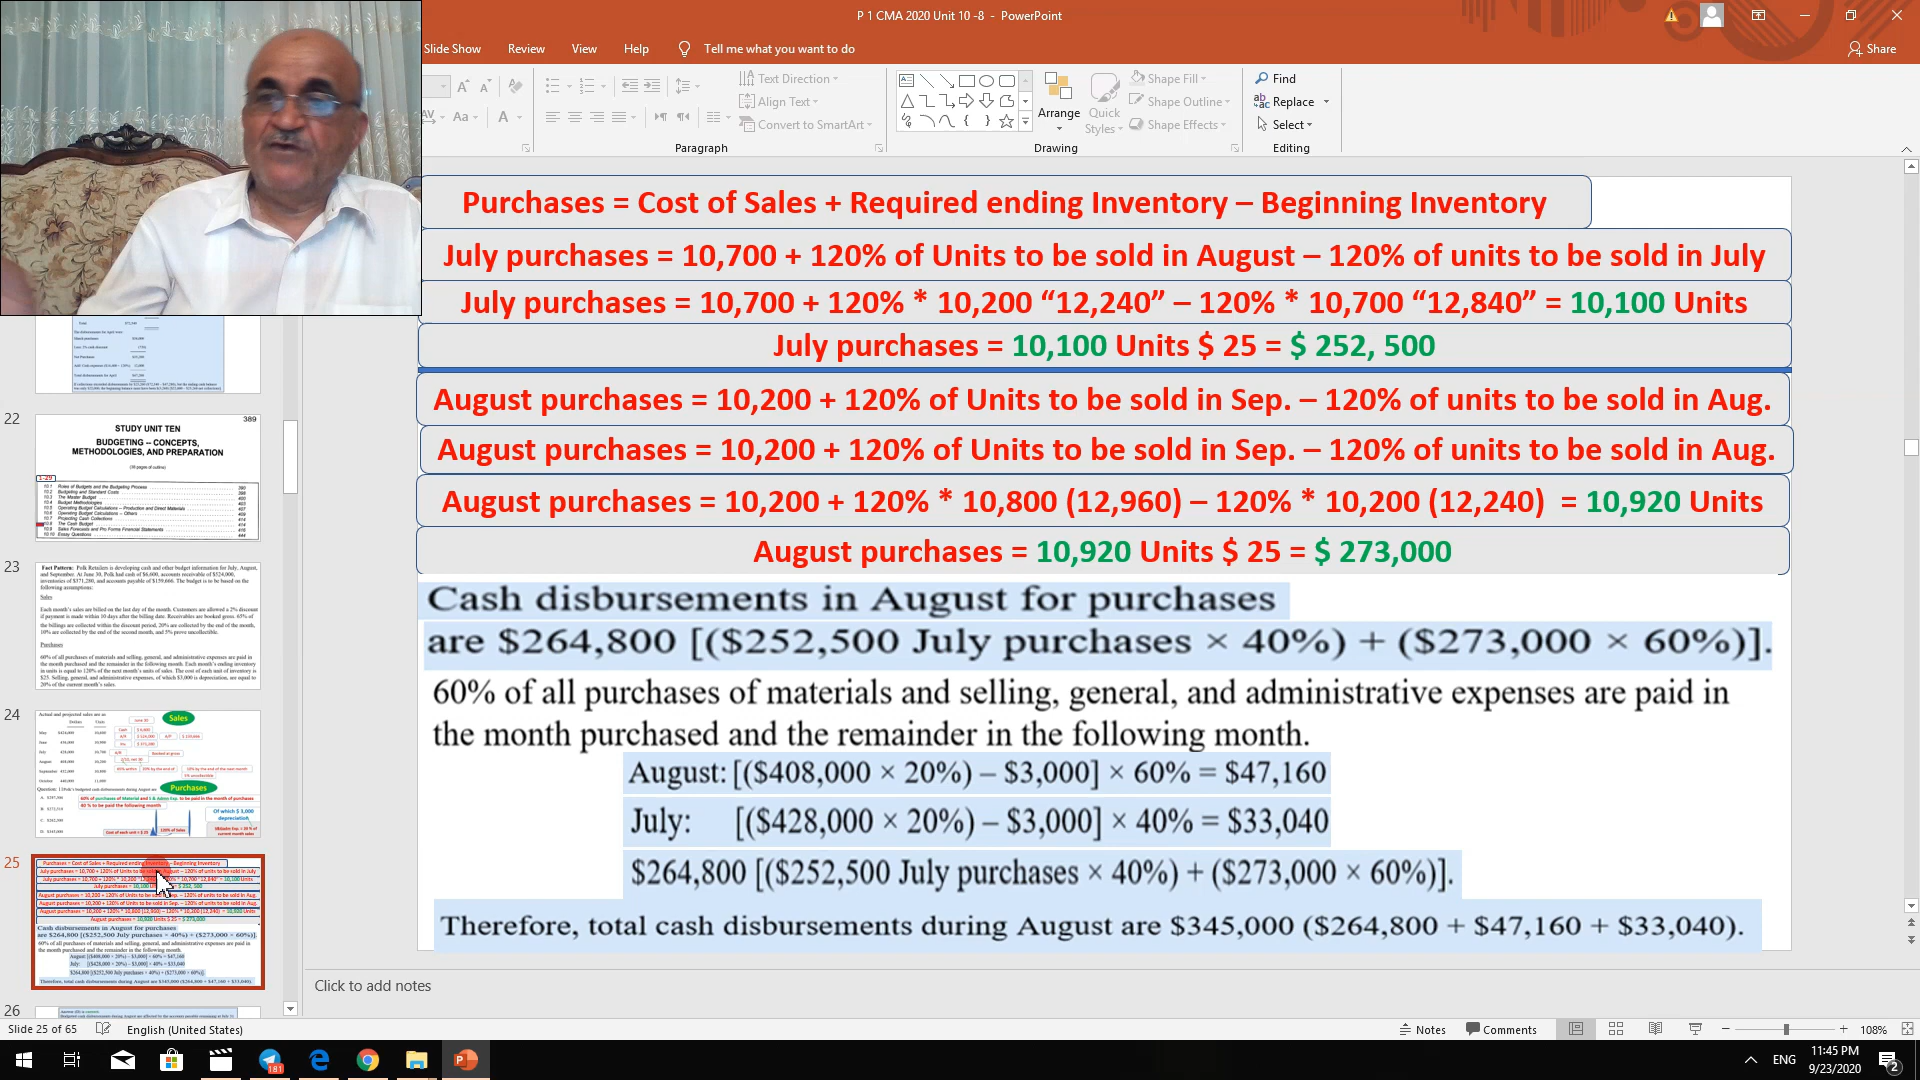 P 1 CMA 2020 Unit 10 -8 - PowerPoint
Slide Show Review View Help Tell me what you want to do
Share
Text Direction
Align Text
Convert to SmartArt
Paragraph
Arrange
Quick Styles
Shape Fill
Shape Outline
Shape Effects
Drawing
Find
Replace
Select
Editing
Purchases = Cost of Sales + Required ending Inventory – Beginning Inventory
July purchases = 10,700 + 120% of Units to be sold in August – 120% of units to be sold in July
July purchases = 10,700 + 120% * 10,200 “12,240” – 120% * 10,700 “12,840” = 10,100 Units
July purchases = 10,100 Units $ 25 = $ 252, 500
August purchases = 10,200 + 120% of Units to be sold in Sep. – 120% of units to be sold in Aug.
August purchases = 10,200 + 120% of Units to be sold in Sep. – 120% of units to be sold in Aug.
August purchases = 10,200 + 120% * 10,800 (12,960) – 120% * 10,200 (12,240) = 10,920 Units
August purchases = 10,920 Units $ 25 = $ 273,000
Cash disbursements in August for purchases
are $264,800 [($252,500 July purchases × 40%) + ($273,000 × 60%)].
60% of all purchases of materials and selling, general, and administrative expenses are paid in
the month purchased and the remainder in the following month.
August: [($408,000 × 20%) – $3,000] × 60% = $47,160
July: [($428,000 × 20%) – $3,000] × 40% = $33,040
$264,800 [($252,500 July purchases × 40%) + ($273,000 × 60%)].
Therefore, total cash disbursements during August are $345,000 ($264,800 + $47,160 + $33,040).
22
389
STUDY UNIT TEN
BUDGETING -- CONCEPTS,
METHODOLOGIES, AND PREPARATION
23
24
Sales
Purchases
25
26
Click to add notes
Slide 25 of 65 English (United States)
Notes Comments 108%
181
ENG
11:45 PM
9/23/2020
2